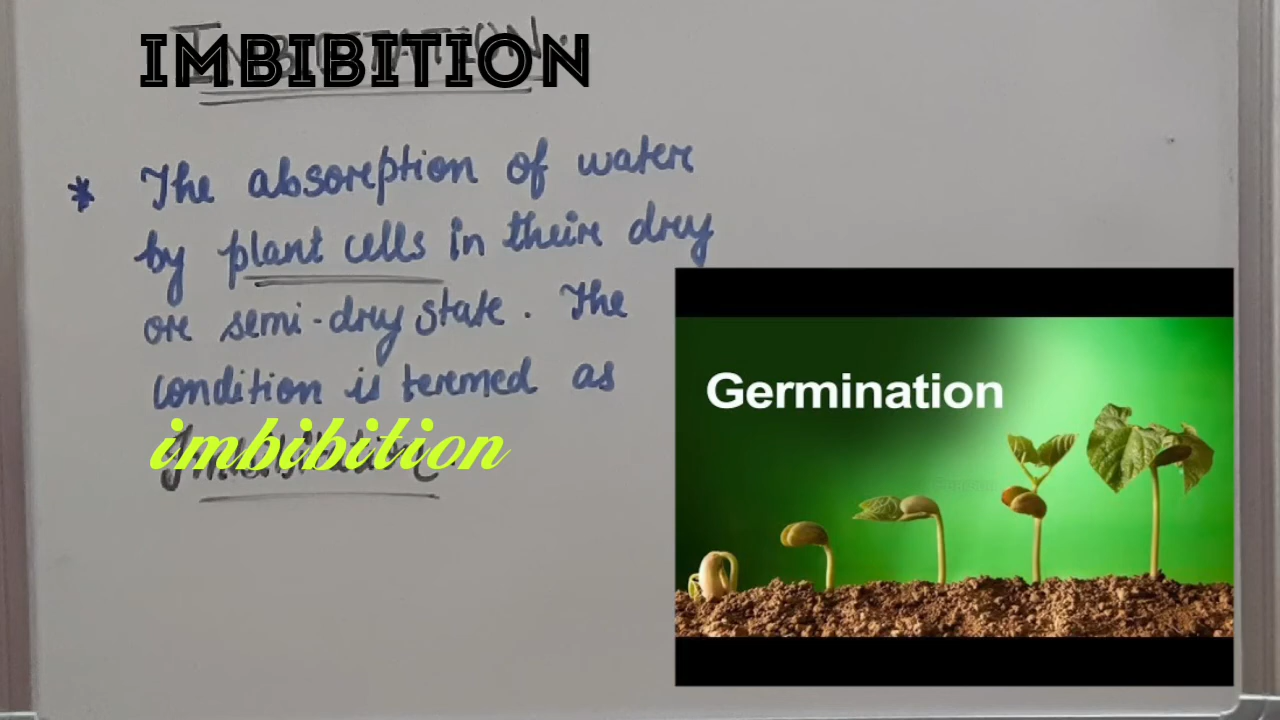 IMBIBITION
* The absorption of water
by plant cells in their dry
or semi-dry state. The
condition is termed as
imbibition
Germination